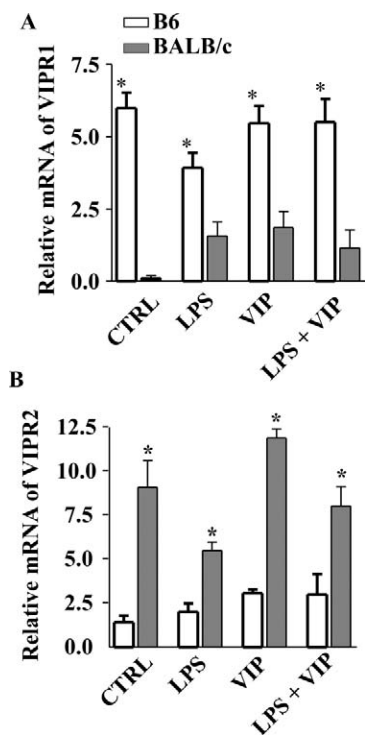 A
B6
BALB/c
Relative mRNA of VIPR1
7.5
5.0
2.5
0.0
* * * *
CTRL LPS VIP LPS + VIP
B
Relative mRNA of VIPR2
12.5
10.0
7.5
5.0
2.5
0.0
* * * *
CTRL LPS VIP LPS + VIP